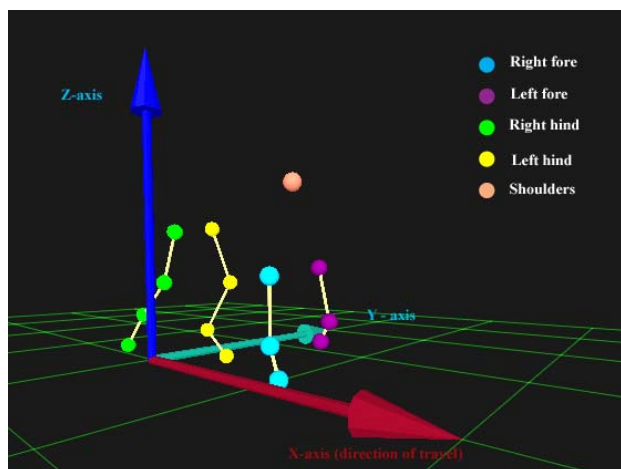 Right fore
Z-axis
Left fore
Right hind
Left hind
Shoulders
Y - axis
X-axis (direction of travel)